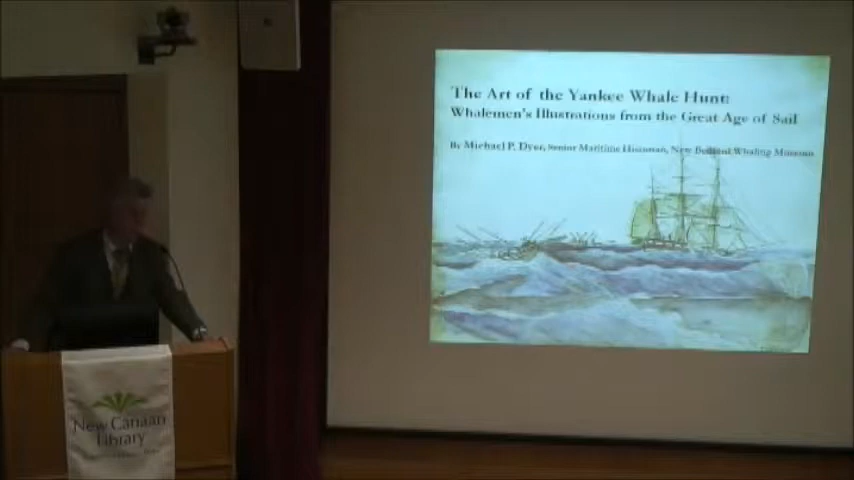 The Art of the Yankee Whale Hunt:
Whalemen's Illustrations from the Great Age of Sail
By Michael P. Dyer, Senior Maritime Historian, New Bedford Whaling Museum
New Canaan
Library